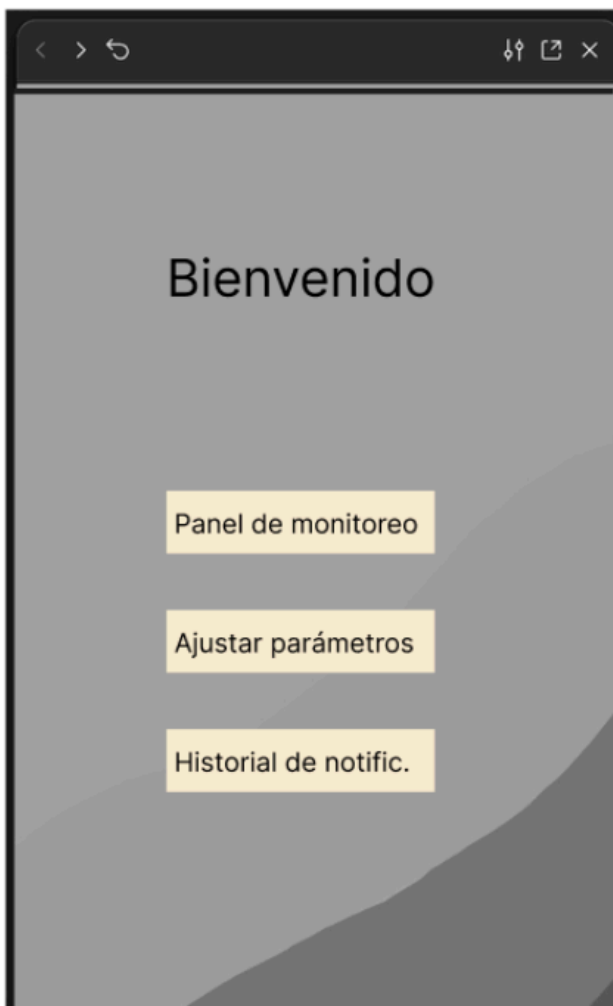 Bienvenido
Panel de monitoreo
Ajustar parámetros
Historial de notific.